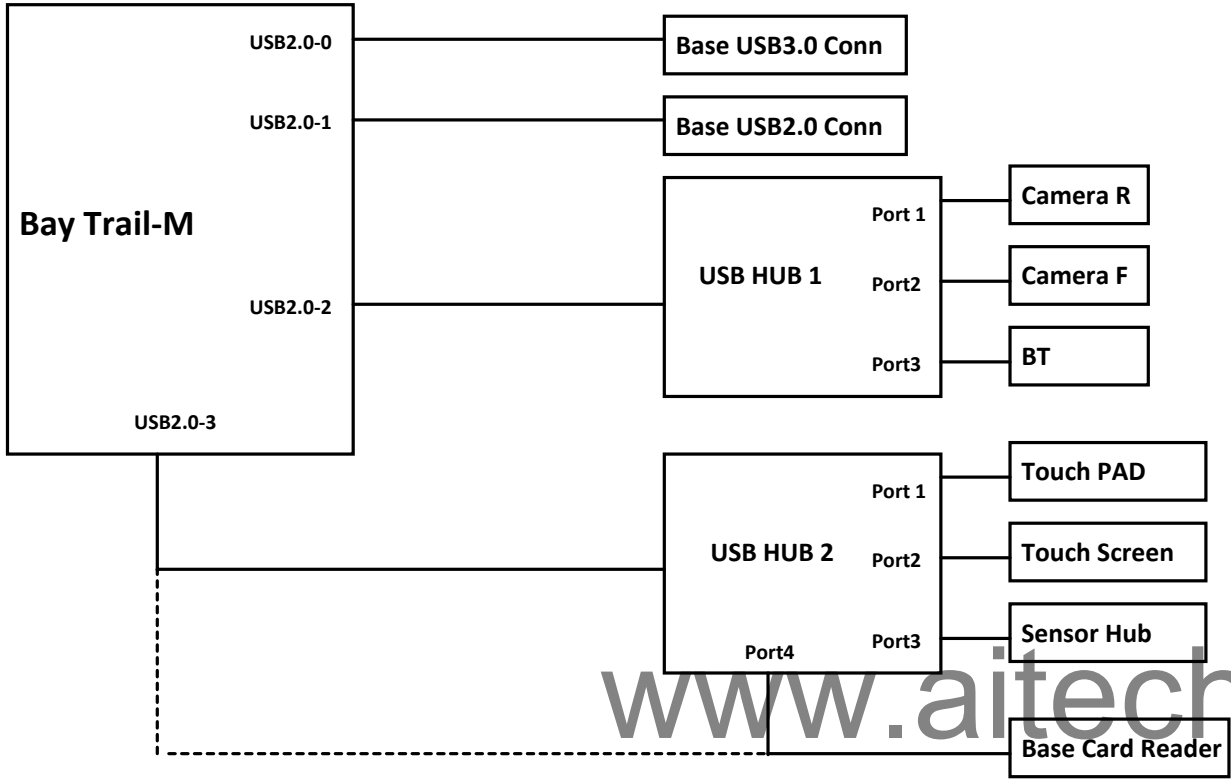 USB2.0-0
Base USB3.0 Conn
USB2.0-1
Base USB2.0 Conn
Bay Trail-M
USB2.0-2
USB2.0-3
USB HUB 1
Port 1
Camera R
Port2
Camera F
Port3
BT
USB HUB 2
Port 1
Touch PAD
Port2
Touch Screen
Port3
Sensor Hub
Port4
Base Card Reader
www.aitech